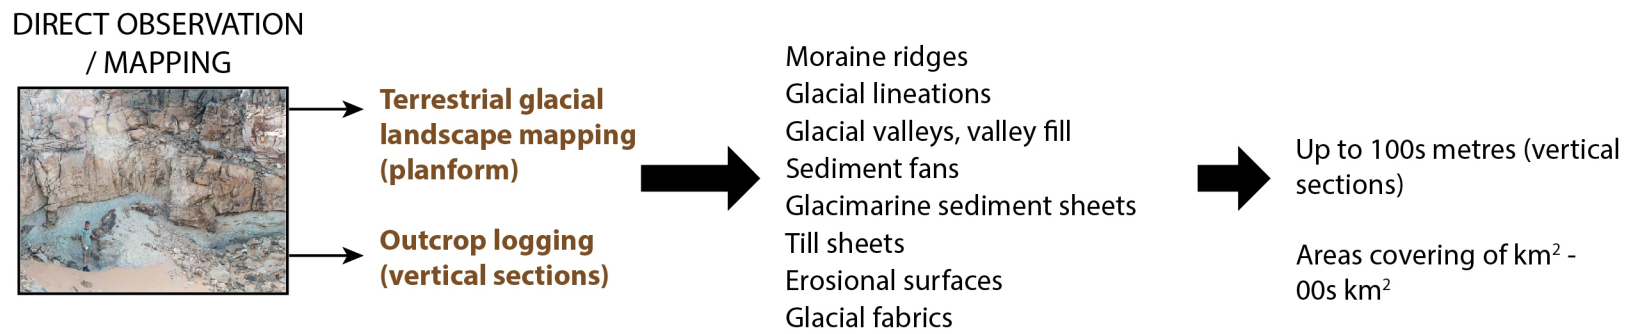 DIRECT OBSERVATION
/ MAPPING
Terrestrial glacial
landscape mapping
(planform)
Outcrop logging
(vertical sections)
Moraine ridges
Glacial lineations
Glacial valleys, valley fill
Sediment fans
Glacimarine sediment sheets
Till sheets
Erosional surfaces
Glacial fabrics
Up to 100s metres (vertical
sections)
Areas covering of km² -
00s km²